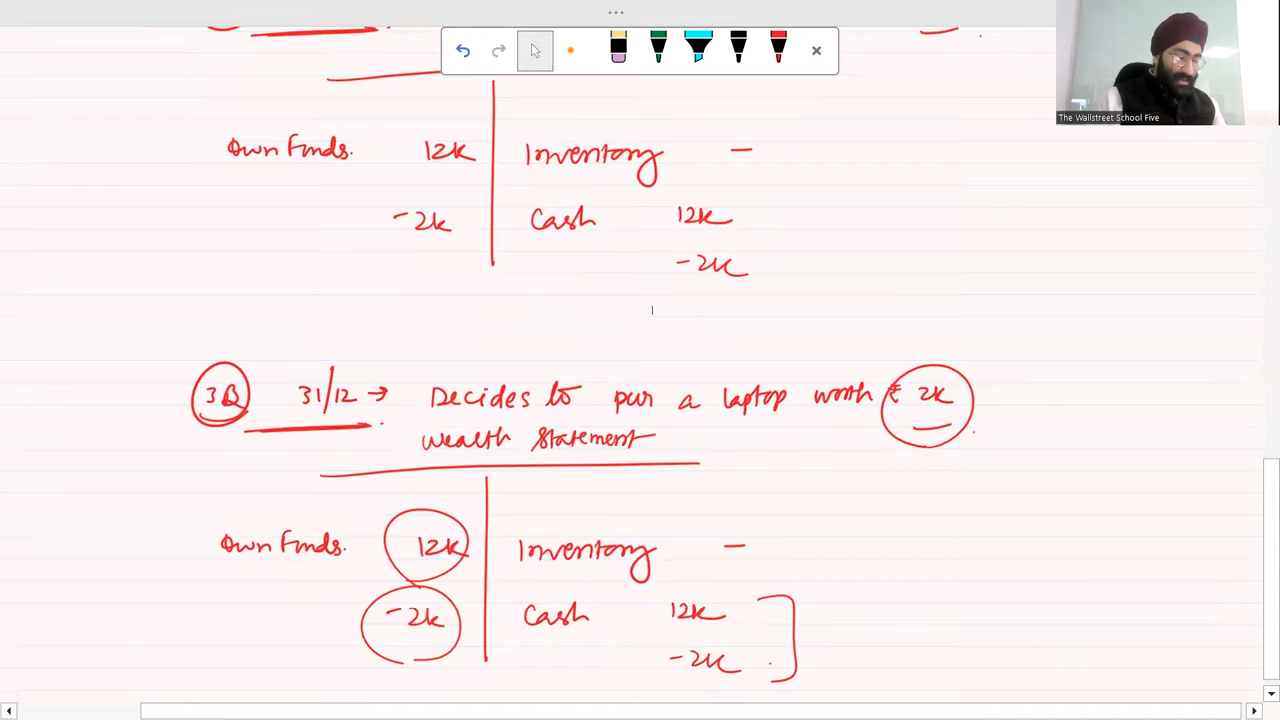 The Wallstreet School Five
Own Funds. 12K Inventory –
-2K Cash 12K
-2K
3B 31/12 → Decides to pur a laptop worth ₹ 2K
Wealth Statement
Own Funds. 12K Inventory –
-2K Cash 12K
-2K